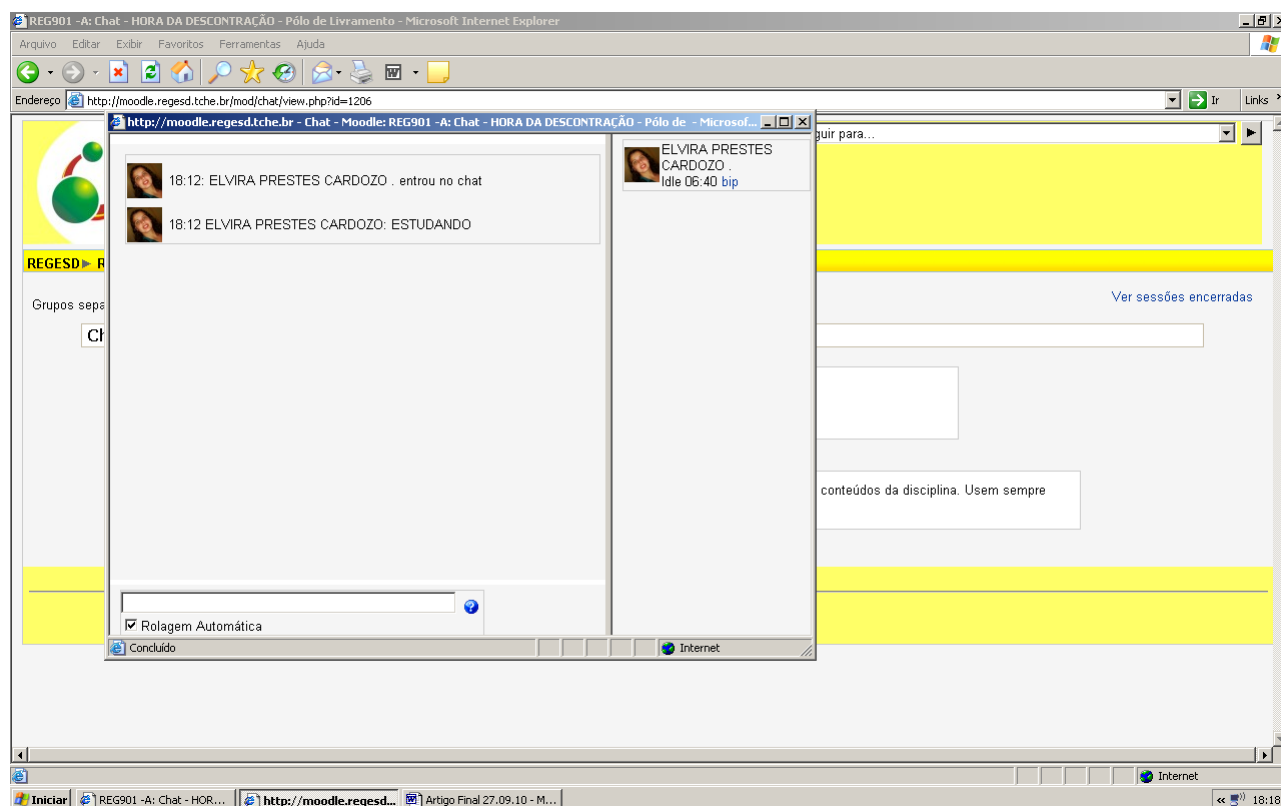 REG901 -A: Chat - HORA DA DESCONTRAÇÃO - Pólo de Livramento - Microsoft Internet Explorer
Arquivo Editar Exibir Favoritos Ferramentas Ajuda
Endereço http://moodle.regesd.tche.br/mod/chat/view.php?id=1206 Ir Links
http://moodle.regesd.tche.br - Chat - Moodle: REG901 -A: Chat - HORA DA DESCONTRAÇÃO - Pólo de - Microsof...
guir para...
18:12: ELVIRA PRESTES CARDOZO . entrou no chat
18:12 ELVIRA PRESTES CARDOZO: ESTUDANDO
ELVIRA PRESTES
CARDOZO .
Idle 06:40 bip
REGESD R
Ver sessões encerradas
Grupos sepa
Ch
conteúdos da disciplina. Usem sempre
Rolagem Automática
Concluído Internet
Internet
Iniciar REG901 -A: Chat - HOR... http://moodle.regesd... Artigo Final 27.09.10 - M... 18:18